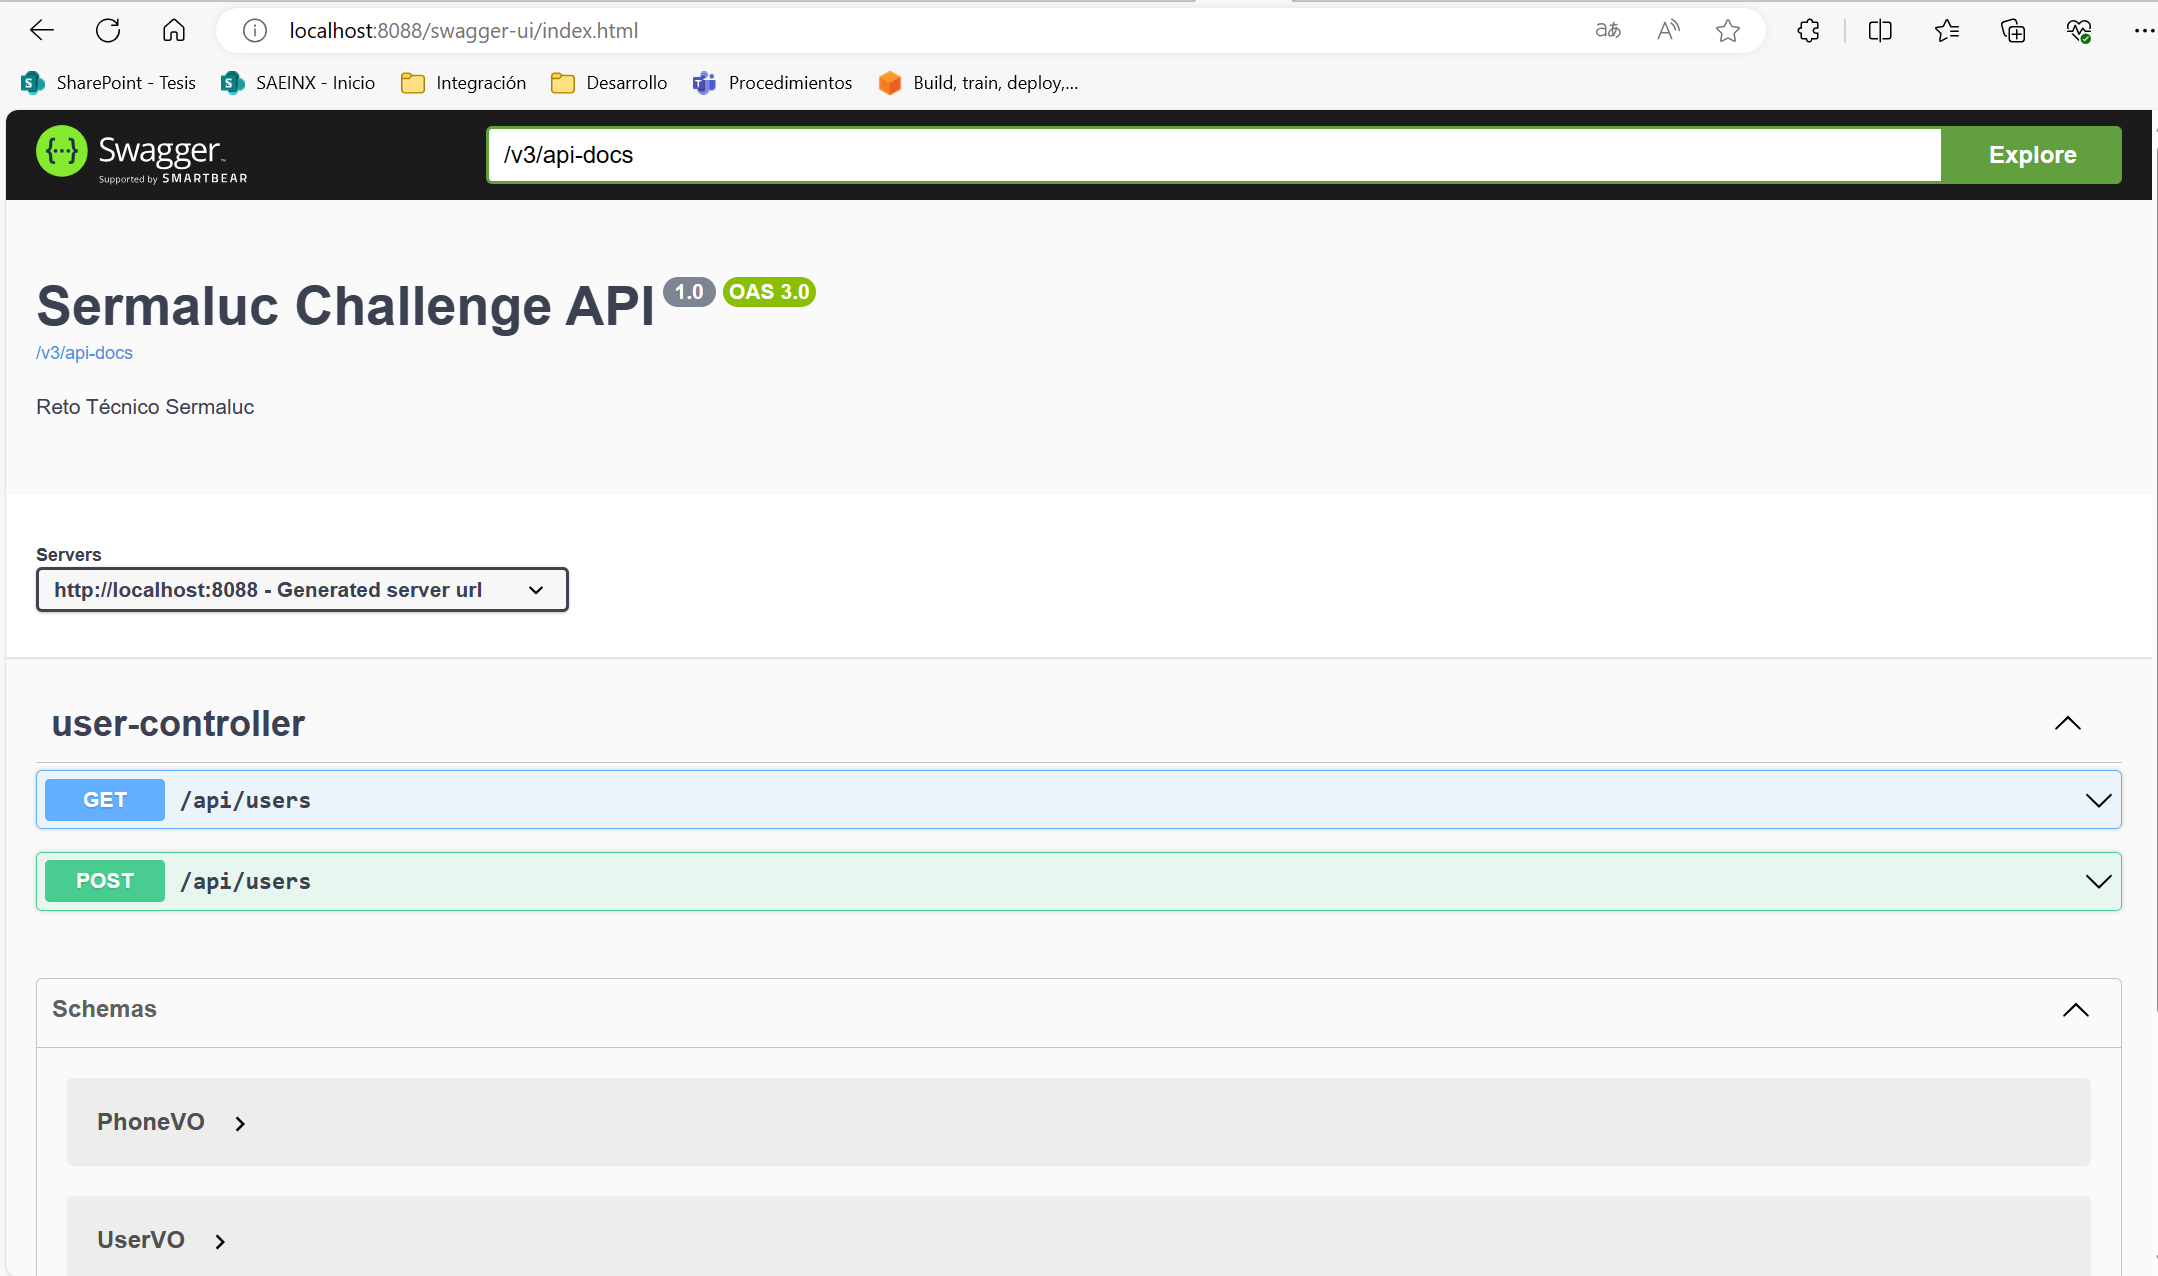 localhost:8088/swagger-ui/index.html
SharePoint - Tesis SAEINX - Inicio Integración Desarrollo Procedimientos Build, train, deploy,...
Swagger
Supported by SMARTBEAR
/v3/api-docs Explore
Sermaluc Challenge API 1.0 OAS 3.0
/v3/api-docs
Reto Técnico Sermaluc
Servers
http://localhost:8088 - Generated server url
user-controller
GET /api/users
POST /api/users
Schemas
PhoneVO
UserVO